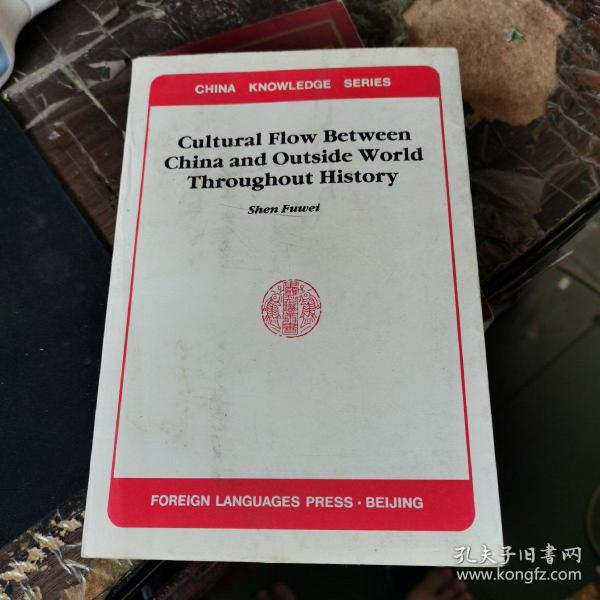 CHINA KNOWLEDGE SERIES
Cultural Flow Between
China and Outside World
Throughout History
Shen Fuwei
FOREIGN LANGUAGES PRESS · BEIJING
孔夫子旧書网
www.kongfz.com